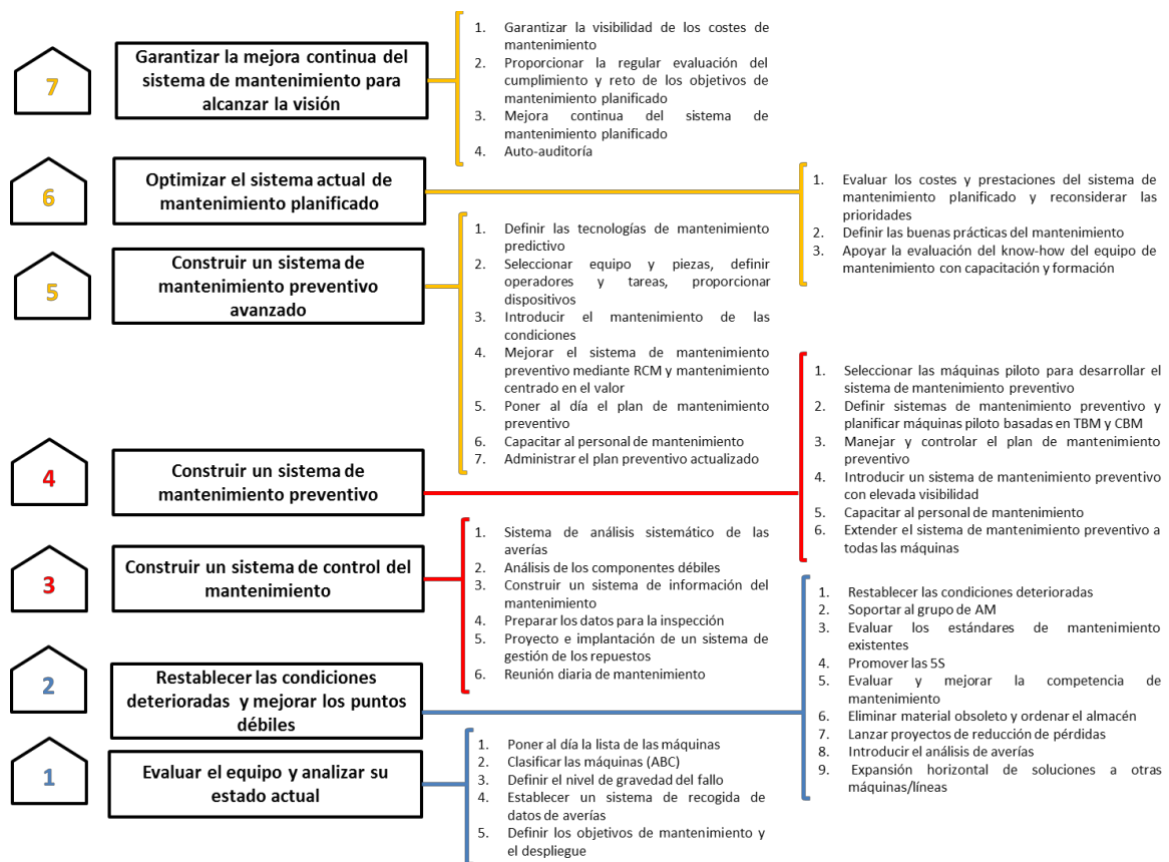 7
Garantizar la mejora continua del
sistema de mantenimiento para
alcanzar la visión
1. Garantizar la visibilidad de los costes de
mantenimiento
2. Proporcionar la regular evaluación del
cumplimiento y reto de los objetivos de
mantenimiento planificado
3. Mejora continua del sistema de
mantenimiento planificado
4. Auto-auditoría
6
Optimizar el sistema actual de
mantenimiento planificado
1. Evaluar los costes y prestaciones del sistema de
mantenimiento planificado y reconsiderar las
prioridades
2. Definir las buenas prácticas del mantenimiento
3. Apoyar la evaluación del know-how del equipo de
mantenimiento con capacitación y formación
5
Construir un sistema de
mantenimiento preventivo
avanzado
1. Definir las tecnologías de mantenimiento
predictivo
2. Seleccionar equipo y piezas, definir
operadores y tareas, proporcionar
dispositivos
3. Introducir el mantenimiento de las
condiciones
4. Mejorar el sistema de mantenimiento
preventivo mediante RCM y mantenimiento
centrado en el valor
5. Poner al día el plan de mantenimiento
preventivo
6. Capacitar al personal de mantenimiento
7. Administrar el plan preventivo actualizado
4
Construir un sistema de
mantenimiento preventivo
1. Seleccionar las máquinas piloto para desarrollar el
sistema de mantenimiento preventivo
2. Definir sistemas de mantenimiento preventivo y
planificar máquinas piloto basadas en TBM y CBM
3. Manejar y controlar el plan de mantenimiento
preventivo
4. Introducir un sistema de mantenimiento preventivo
con elevada visibilidad
5. Capacitar al personal de mantenimiento
6. Extender el sistema de mantenimiento preventivo a
todas las máquinas
3
Construir un sistema de control del
mantenimiento
1. Sistema de análisis sistemático de las
averías
2. Análisis de los componentes débiles
3. Construir un sistema de información del
mantenimiento
4. Preparar los datos para la inspección
5. Proyecto e implantación de un sistema de
gestión de los repuestos
6. Reunión diaria de mantenimiento
2
Restablecer las condiciones
deterioradas y mejorar los puntos
débiles
1. Restablecer las condiciones deterioradas
2. Soportar al grupo de AM
3. Evaluar los estándares de mantenimiento
existentes
4. Promover las 5S
5. Evaluar y mejorar la competencia de
mantenimiento
6. Eliminar material obsoleto y ordenar el almacén
7. Lanzar proyectos de reducción de pérdidas
8. Introducir el análisis de averías
9. Expansión horizontal de soluciones a otras
máquinas/líneas
1
Evaluar el equipo y analizar su
estado actual
1. Poner al día la lista de las máquinas
2. Clasificar las máquinas (ABC)
3. Definir el nivel de gravedad del fallo
4. Establecer un sistema de recogida de
datos de averías
5. Definir los objetivos de mantenimiento y
el despliegue